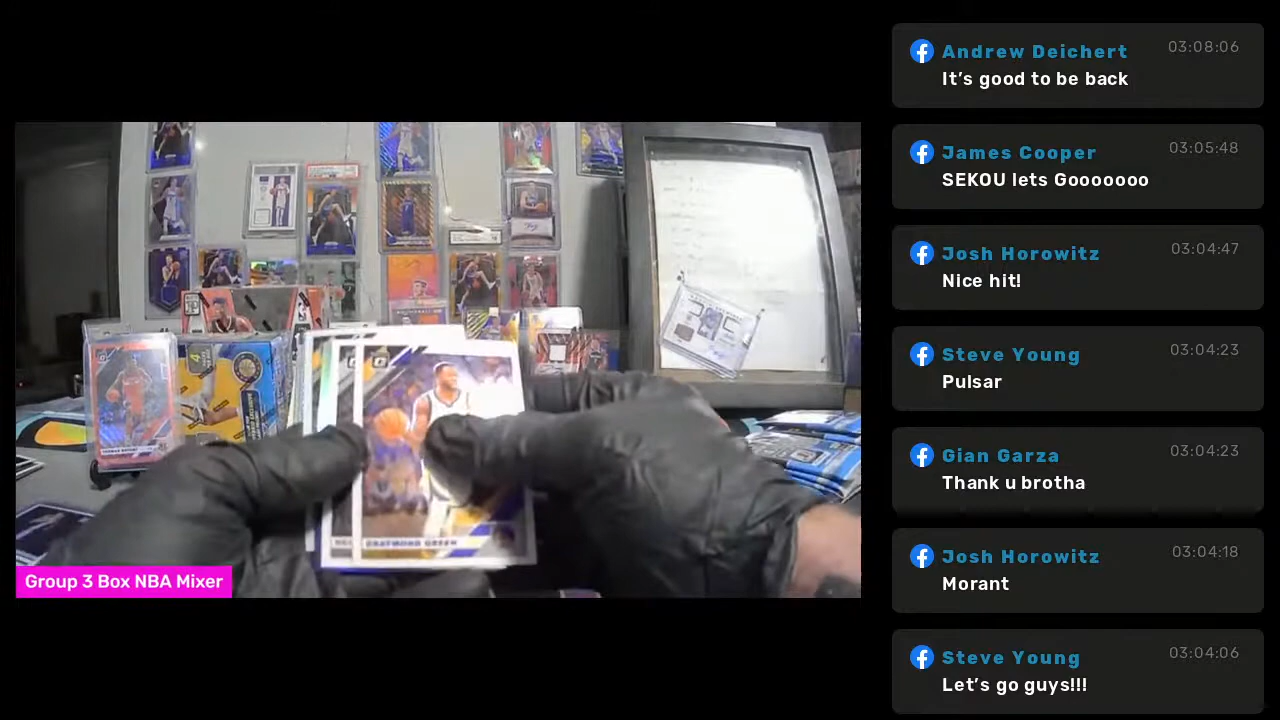 Andrew Deichert
03:08:06
It's good to be back
James Cooper
03:05:48
SEKOU lets Gooooooo
Josh Horowitz
03:04:47
Nice hit!
Steve Young
03:04:23
Pulsar
Gian Garza
03:04:23
Thank u brotha
Josh Horowitz
03:04:18
Morant
Steve Young
03:04:06
Let's go guys!!!
DRAYMOND GREEN
Group 3 Box NBA Mixer